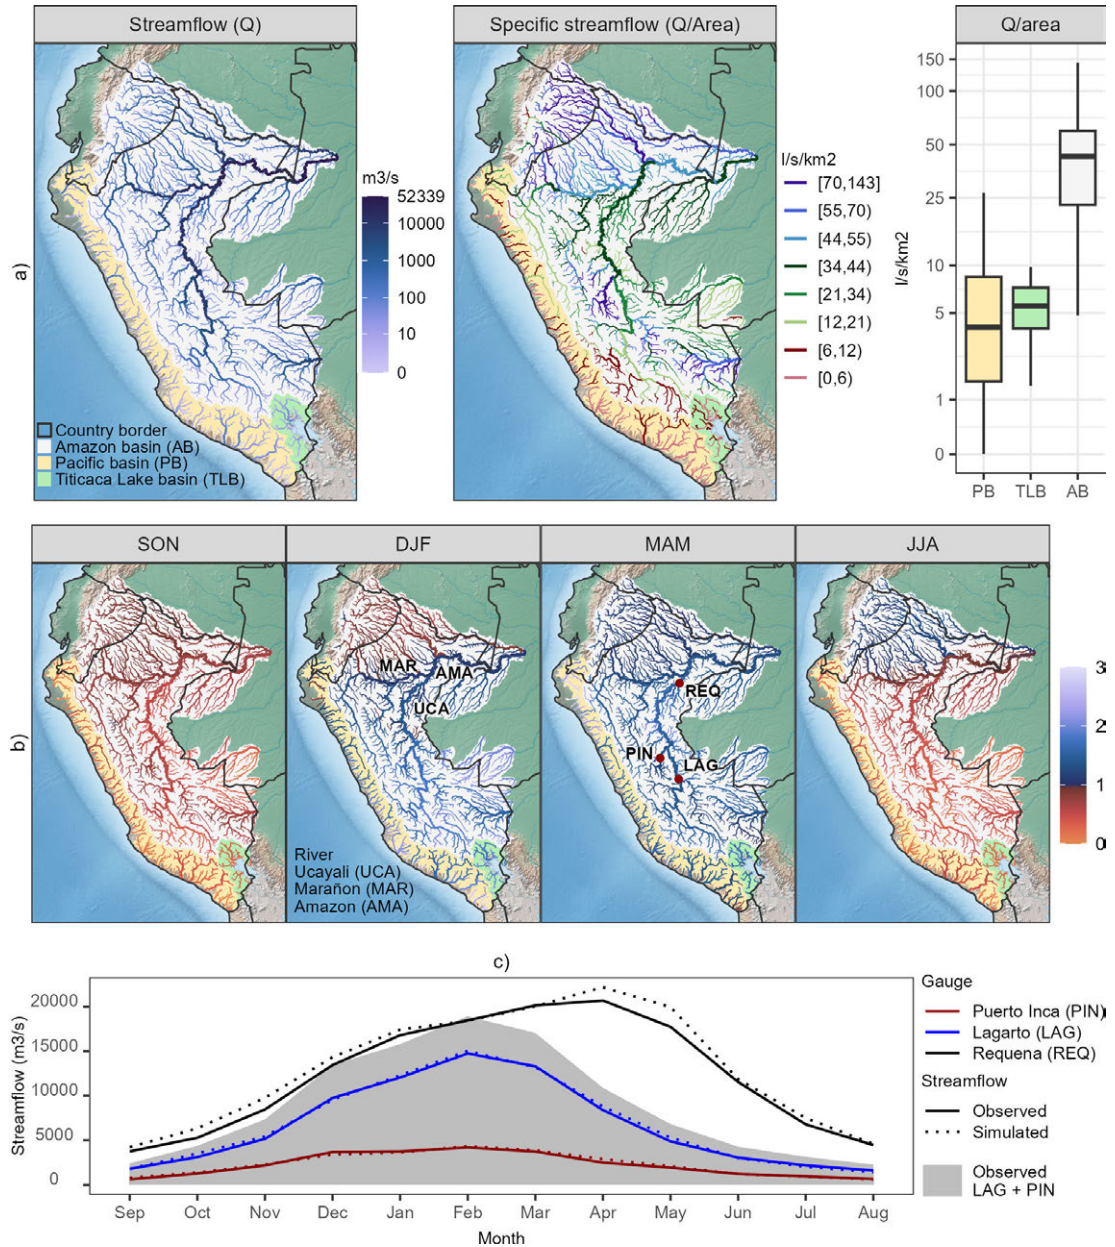 Streamflow (Q)
Specific streamflow (Q/Area)
Q/area
a)
m3/s
52339
10000
1000
100
10
0
Country border
Amazon basin (AB)
Pacific basin (PB)
Titicaca Lake basin (TLB)
l/s/km2
[70,143]
[55,70)
[44,55)
[34,44)
[21,34)
[12,21)
[6,12)
[0.6)
l/s/km2
150
100
50
25
10
5
1
0
PB
TLB
AB
b)
SON
DJF
MAM
JJA
MAR
AMA
UCA
River
Ucayali (UCA)
Marañon (MAR)
Amazon (AMA)
REQ
PIN
LAG
3
2
1
0
c)
Streamflow (m3/s)
20000
15000
10000
5000
0
Sep
Oct
Nov
Dec
Jan
Feb
Mar
Apr
May
Jun
Jul
Aug
Month
Gauge
Puerto Inca (PIN)
Lagarto (LAG)
Requena (REQ)
Streamflow
Observed
Simulated
Observed
LAG + PIN